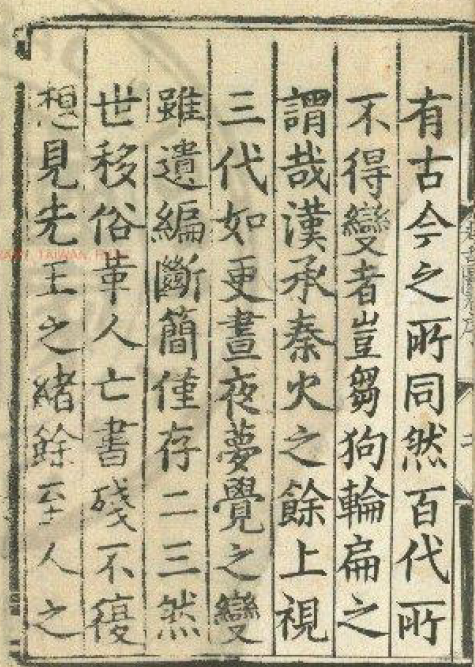 有古今之所同然百代所
不得變者豈芻狗輪扁之
謂哉漢承秦火之餘上視
三代如更晝夜夢覺之變
雖遺編斷簡僅存二三然
世移俗革人亡書殘不復
想見先王之緒餘至人之